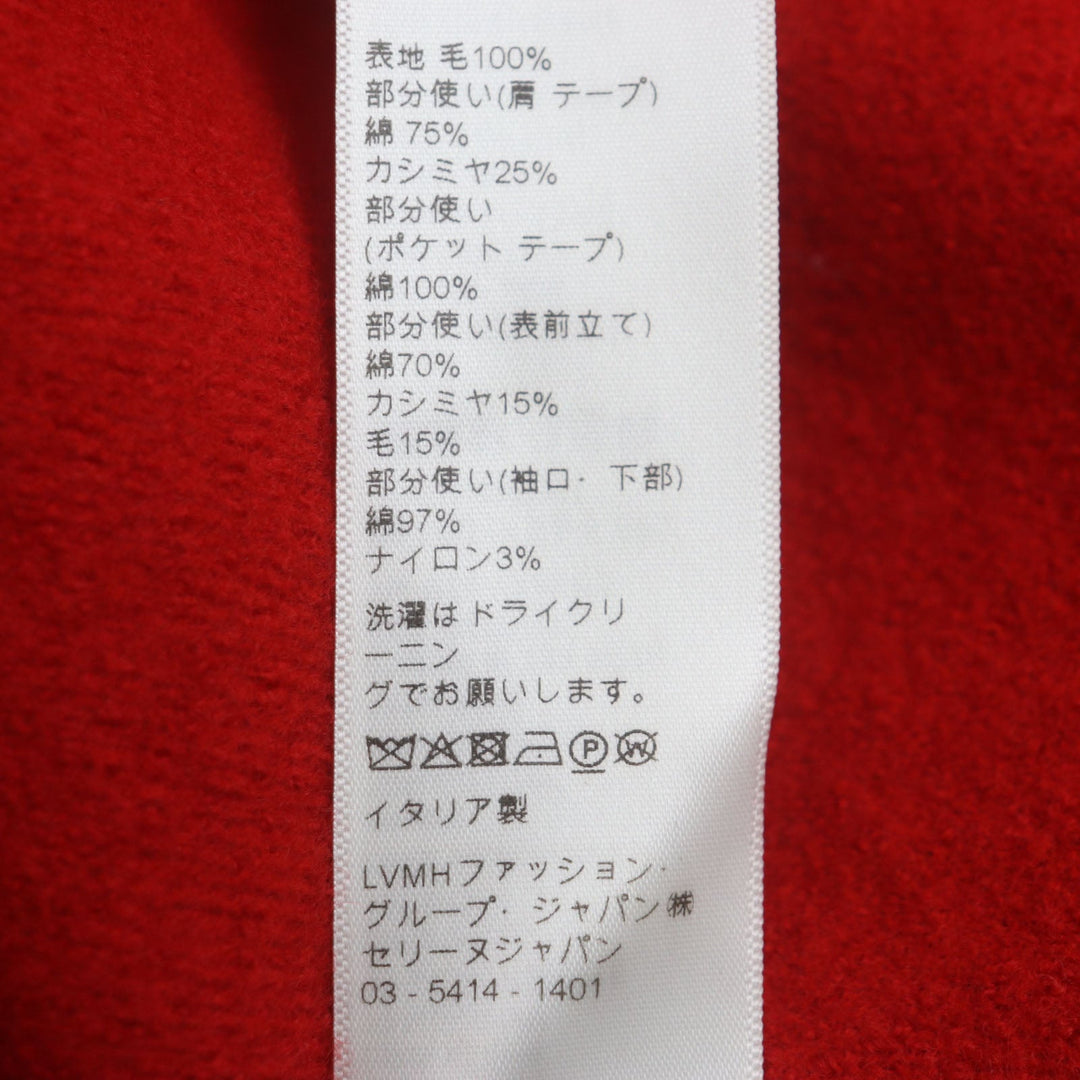 表地 毛100%
部分使い(肩 テープ)
綿 75%
カシミヤ25%
部分使い
(ポケット テープ)
綿100%
部分使い(表前立て)
綿70%
カシミヤ15%
毛15%
部分使い(袖口・下部)
綿97%
ナイロン3%
洗濯はドライクリ
ーニン
グでお願いします。
P W
イタリア製
LVMHファッション・
グループ・ジャパン㈱
セリーヌジャパン
03 - 5414 - 1401